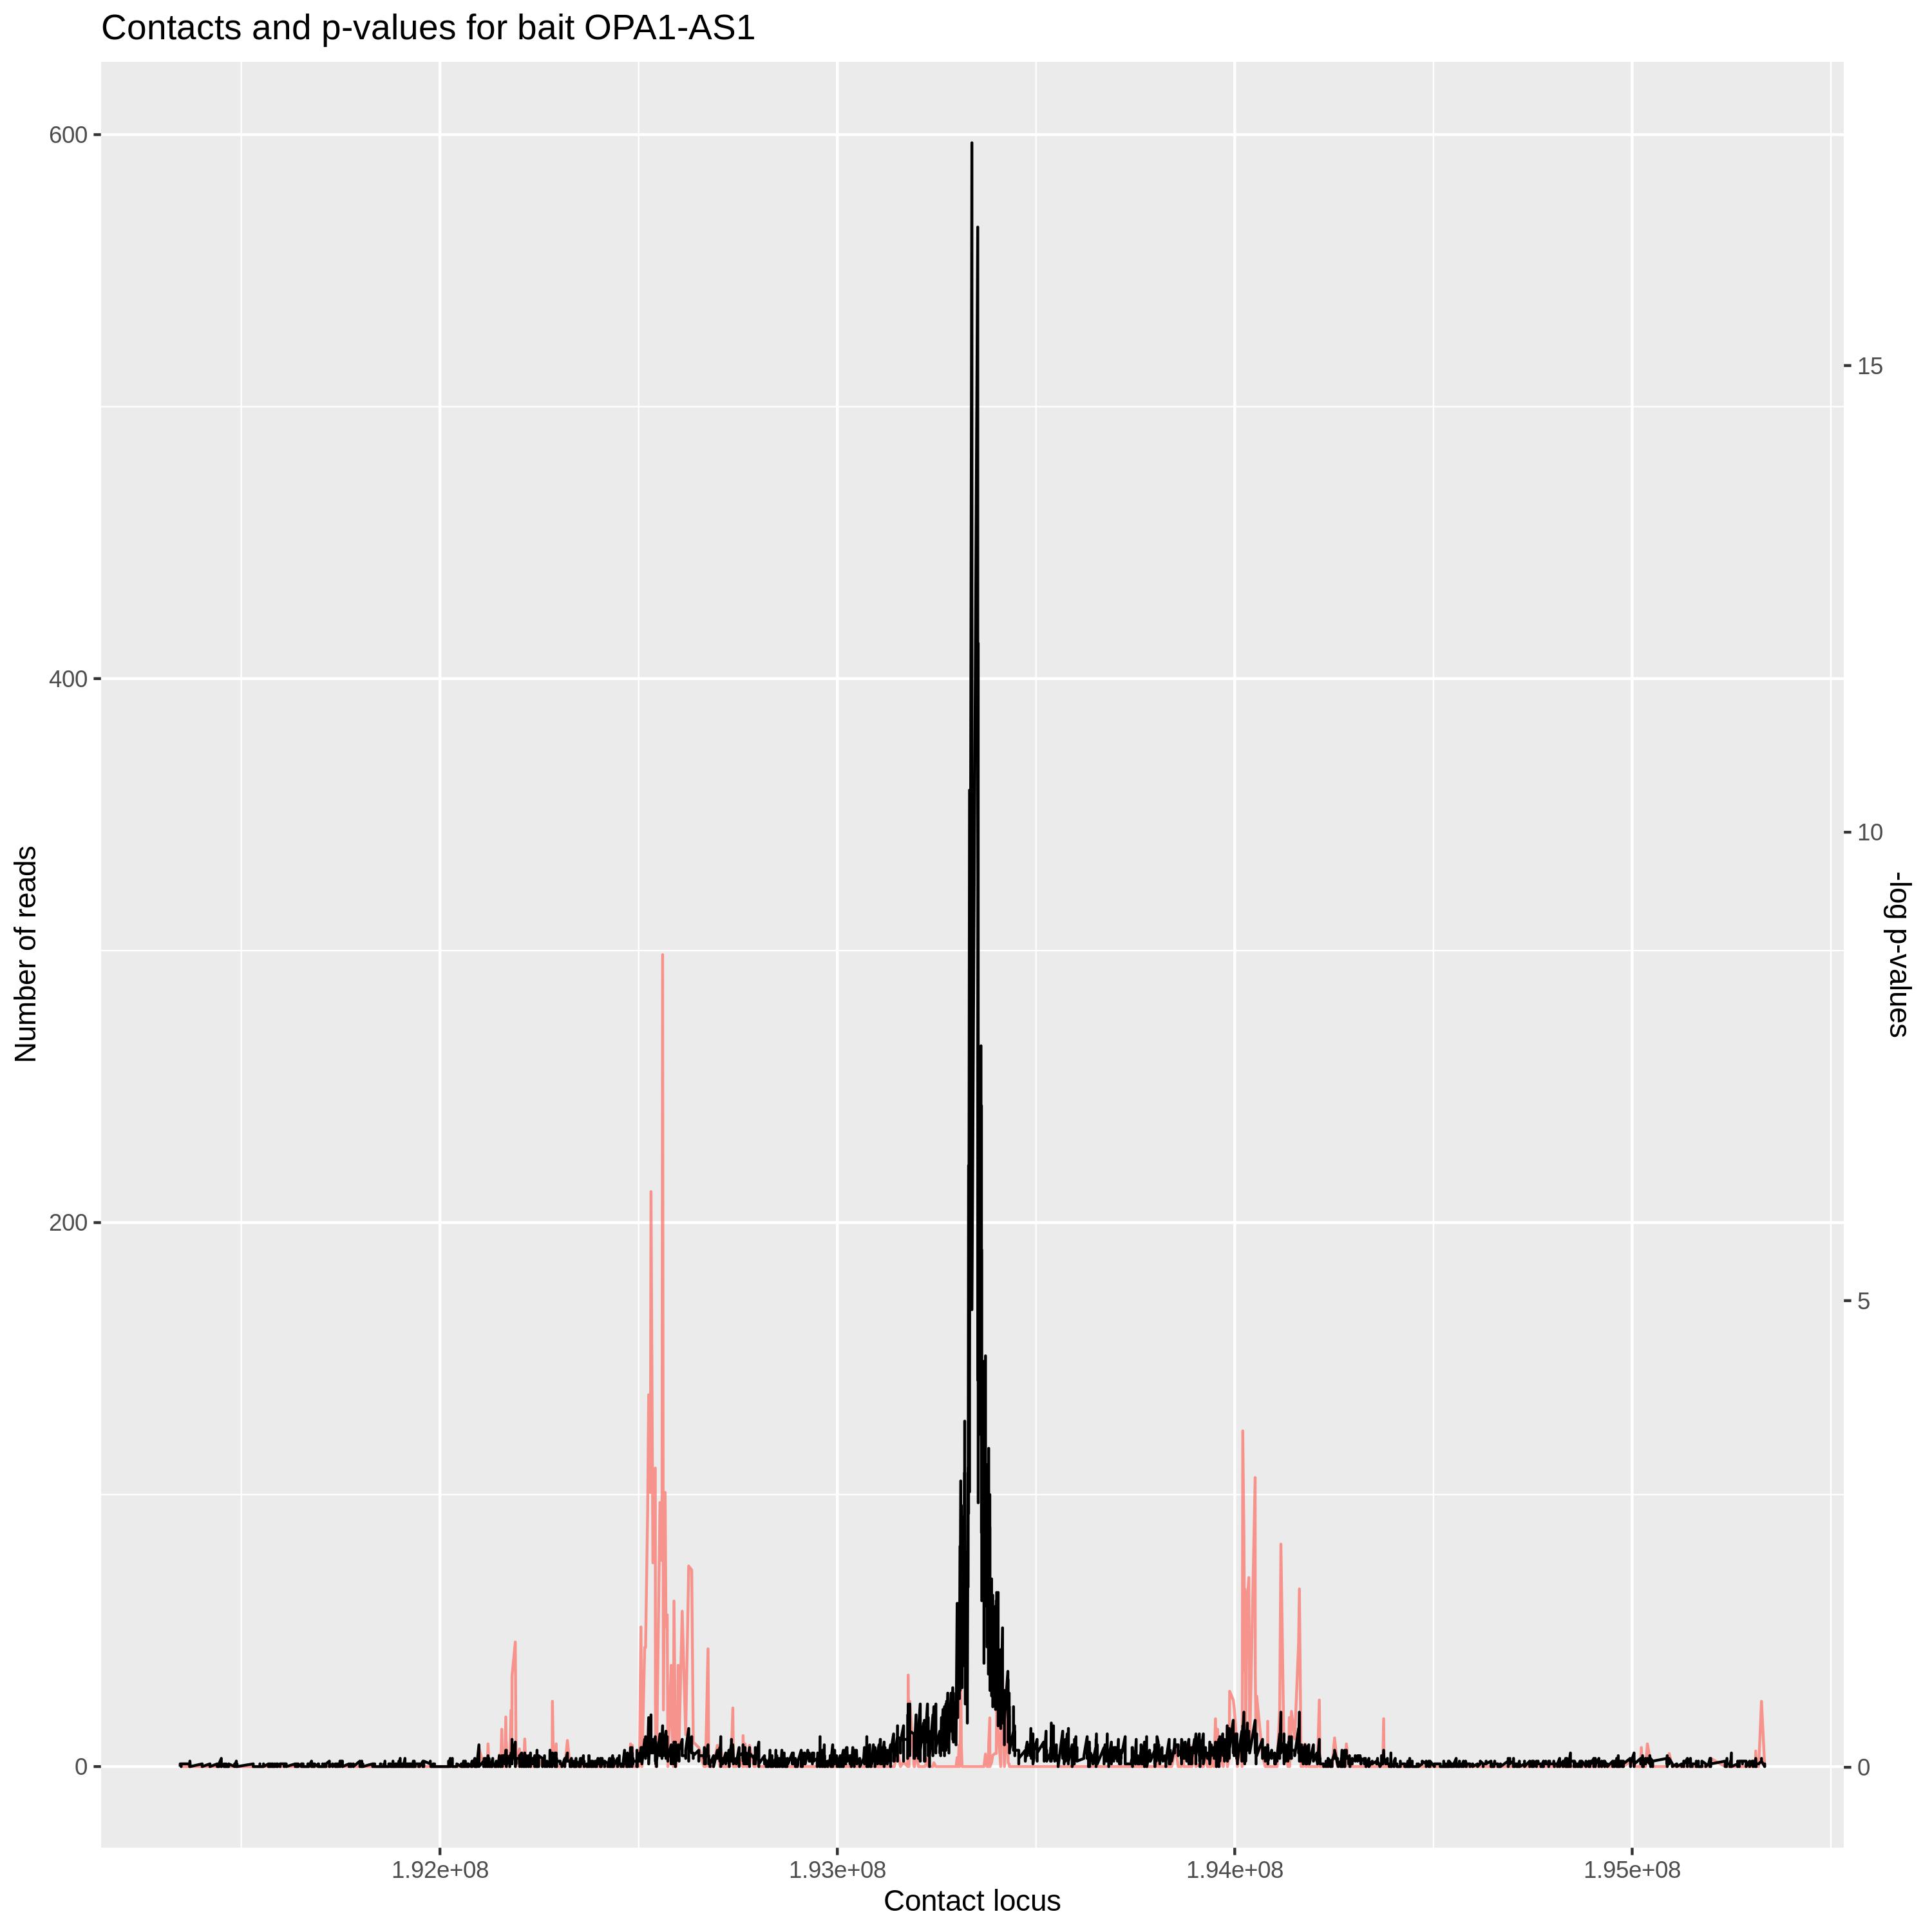 Contacts and p-values for bait OPA1-AS1
600
400
200
0
Number of reads
15
10
5
0
-log p-values
1.92e+08
1.93e+08
1.94e+08
1.95e+08
Contact locus